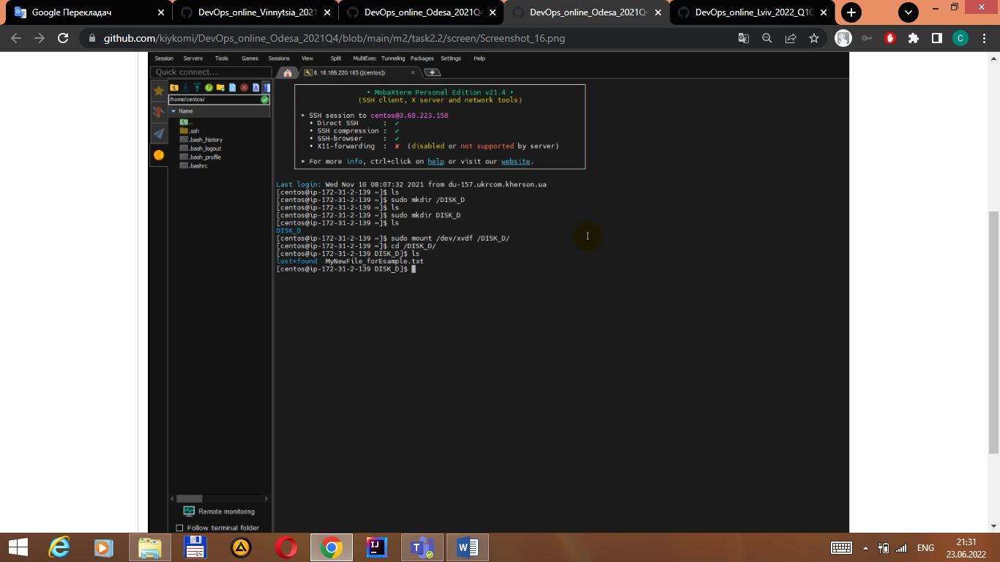 Google Перекладач
DevOps_online_Vinnytsia_2021
DevOps_online_Odesa_2021Q4
DevOps_online_Odesa_2021Q4
DevOps_online_Lviv_2022_Q1C
github.com/kiykomi/DevOps_online_Odesa_2021Q4/blob/main/m2/task2.2/screen/Screenshot_16.png
C
Session Servers Tools Games Sessions View Split MultiExec Tunneling Packages Settings Help
Quick connect...
8. 18.185.220.183 ([centos])
/home/centos/
Name
..
.ssh
.bash_history
.bash_logout
.bash_profile
.bashrc
• MobaXterm Personal Edition v21.4 •
(SSH client, X server and network tools)
➤ SSH session to centos@3.68.223.158
• Direct SSH : ✔
• SSH compression : ✔
• SSH-browser : ✔
• X11-forwarding : ✘ (disabled or not supported by server)
➤ For more info, ctrl+click on help or visit our website.
Last login: Wed Nov 10 08:07:32 2021 from du-157.ukrcom.kherson.ua
[centos@ip-172-31-2-139 ~]$ ls
[centos@ip-172-31-2-139 ~]$ sudo mkdir /DISK_D
[centos@ip-172-31-2-139 ~]$ ls
[centos@ip-172-31-2-139 ~]$ sudo mkdir DISK_D
[centos@ip-172-31-2-139 ~]$ ls
DISK_D
[centos@ip-172-31-2-139 ~]$ sudo mount /dev/xvdf /DISK_D/
[centos@ip-172-31-2-139 ~]$ cd /DISK_D/
[centos@ip-172-31-2-139 DISK_D]$ ls
lost+found MyNewFile_forEsample.txt
[centos@ip-172-31-2-139 DISK_D]$
Remote monitoring
Follow terminal folder
ENG
21:31
23.06.2022